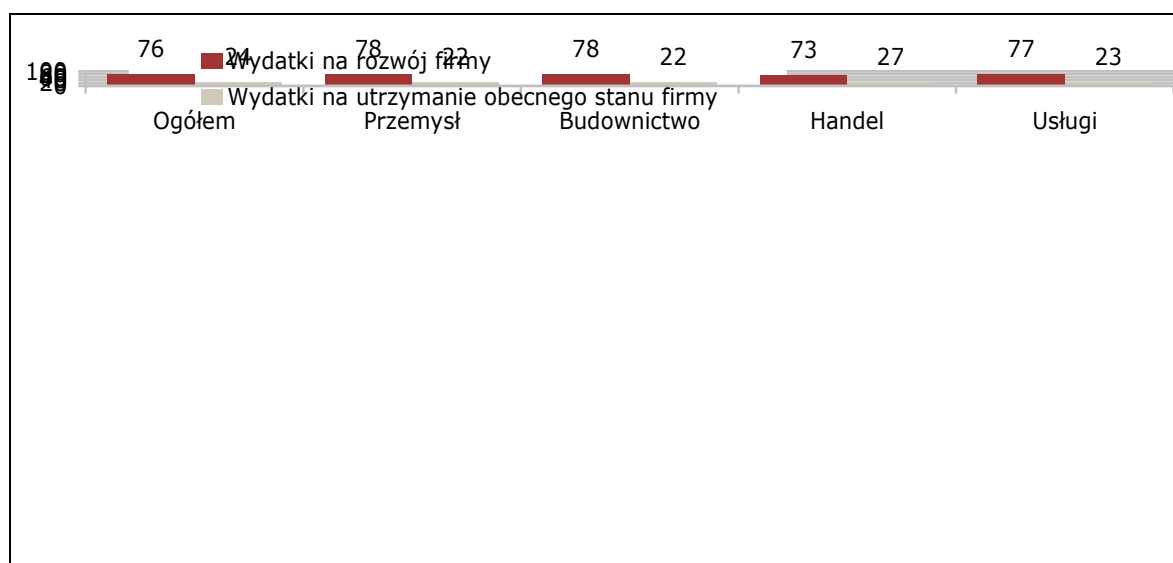 76 24 78 22 78 22 73 27 77 23
Wydatki na rozwój firmy
Wydatki na utrzymanie obecnego stanu firmy
Ogółem Przemysł Budownictwo Handel Usługi